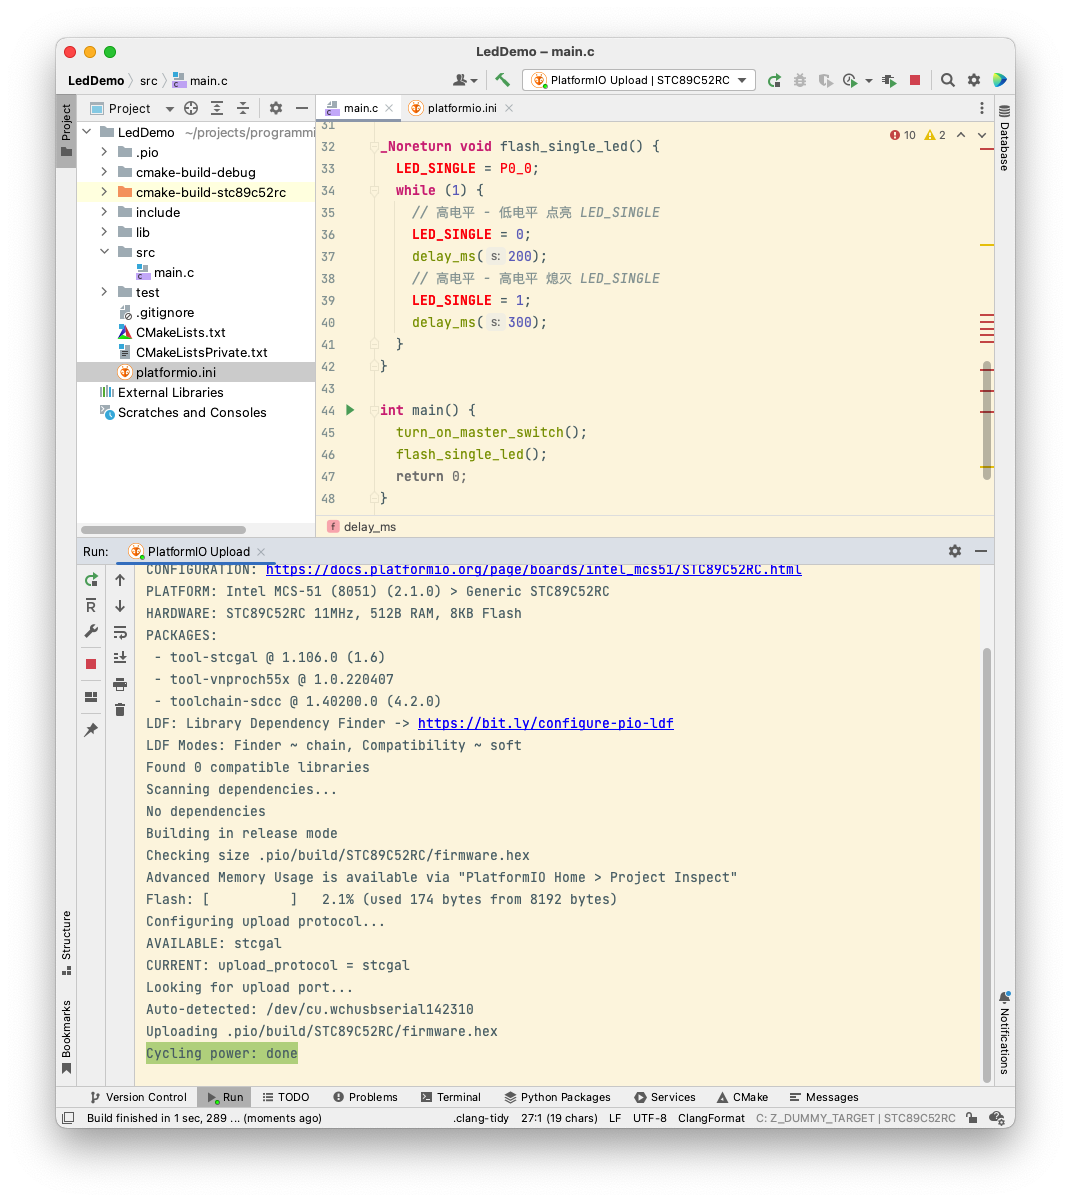 LedDemo – main.c
LedDemo src main.c
PlatformIO Upload | STC89C52RC
Project
Project
main.c
platformio.ini
Database
LedDemo ~/projects/programmi
.pio
cmake-build-debug
cmake-build-stc89c52rc
include
lib
src
main.c
test
.gitignore
CMakeLists.txt
CMakeListsPrivate.txt
platformio.ini
External Libraries
Scratches and Consoles
10 2
31
32 _Noreturn void flash_single_led() {
33 LED_SINGLE = P0_0;
34 while (1) {
35 // 高电平 - 低电平 点亮 LED_SINGLE
36 LED_SINGLE = 0;
37 delay_ms( s: 200);
38 // 高电平 - 高电平 熄灭 LED_SINGLE
39 LED_SINGLE = 1;
40 delay_ms( s: 300);
41 }
42 }
43
44 int main() {
45 turn_on_master_switch();
46 flash_single_led();
47 return 0;
48 }
f delay_ms
Run: PlatformIO Upload
CONFIGURATION: https://docs.platformio.org/page/boards/intel_mcs51/STC89C52RC.html
PLATFORM: Intel MCS-51 (8051) (2.1.0) > Generic STC89C52RC
HARDWARE: STC89C52RC 11MHz, 512B RAM, 8KB Flash
PACKAGES:
- tool-stcgal @ 1.106.0 (1.6)
- tool-vnproch55x @ 1.0.220407
- toolchain-sdcc @ 1.40200.0 (4.2.0)
LDF: Library Dependency Finder -> https://bit.ly/configure-pio-ldf
LDF Modes: Finder ~ chain, Compatibility ~ soft
Found 0 compatible libraries
Scanning dependencies...
No dependencies
Building in release mode
Checking size .pio/build/STC89C52RC/firmware.hex
Advanced Memory Usage is available via "PlatformIO Home > Project Inspect"
Flash: [          ]   2.1% (used 174 bytes from 8192 bytes)
Configuring upload protocol...
AVAILABLE: stcgal
CURRENT: upload_protocol = stcgal
Looking for upload port...
Auto-detected: /dev/cu.wchusbserial142310
Uploading .pio/build/STC89C52RC/firmware.hex
Cycling power: done
Structure
Bookmarks
Notifications
Version Control Run TODO Problems Terminal Python Packages Services CMake Messages
Build finished in 1 sec, 289 ... (moments ago) .clang-tidy 27:1 (19 chars) LF UTF-8 ClangFormat C: Z_DUMMY_TARGET | STC89C52RC